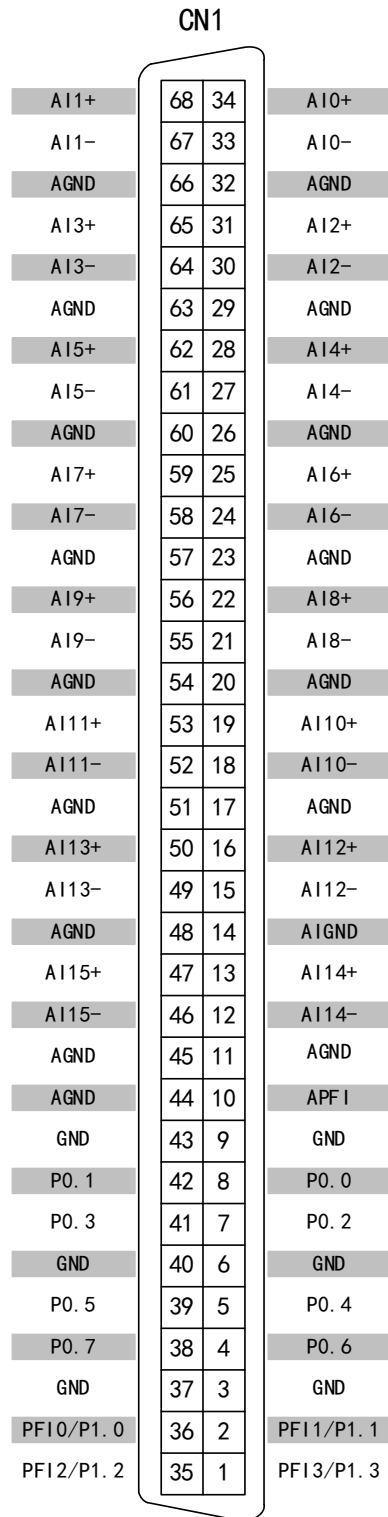 CN1
AI1+ 68 34 AI0+
AI1- 67 33 AI0-
AGND 66 32 AGND
AI3+ 65 31 AI2+
AI3- 64 30 AI2-
AGND 63 29 AGND
AI5+ 62 28 AI4+
AI5- 61 27 AI4-
AGND 60 26 AGND
AI7+ 59 25 AI6+
AI7- 58 24 AI6-
AGND 57 23 AGND
AI9+ 56 22 AI8+
AI9- 55 21 AI8-
AGND 54 20 AGND
AI11+ 53 19 AI10+
AI11- 52 18 AI10-
AGND 51 17 AGND
AI13+ 50 16 AI12+
AI13- 49 15 AI12-
AGND 48 14 AIGND
AI15+ 47 13 AI14+
AI15- 46 12 AI14-
AGND 45 11 AGND
AGND 44 10 APFI
GND 43 9 GND
P0.1 42 8 P0.0
P0.3 41 7 P0.2
GND 40 6 GND
P0.5 39 5 P0.4
P0.7 38 4 P0.6
GND 37 3 GND
PFI0/P1.0 36 2 PFI1/P1.1
PFI2/P1.2 35 1 PFI3/P1.3